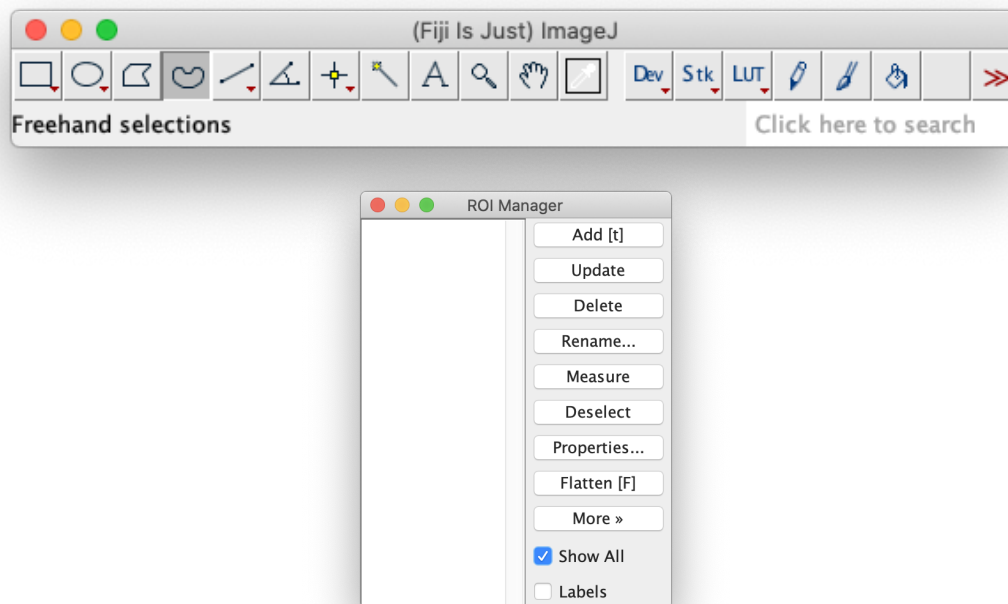 (Fiji Is Just) ImageJ
A Dev Stk LUT
Freehand selections Click here to search
ROI Manager
Add [t]
Update
Delete
Rename...
Measure
Deselect
Properties...
Flatten [F]
More »
Show All
Labels